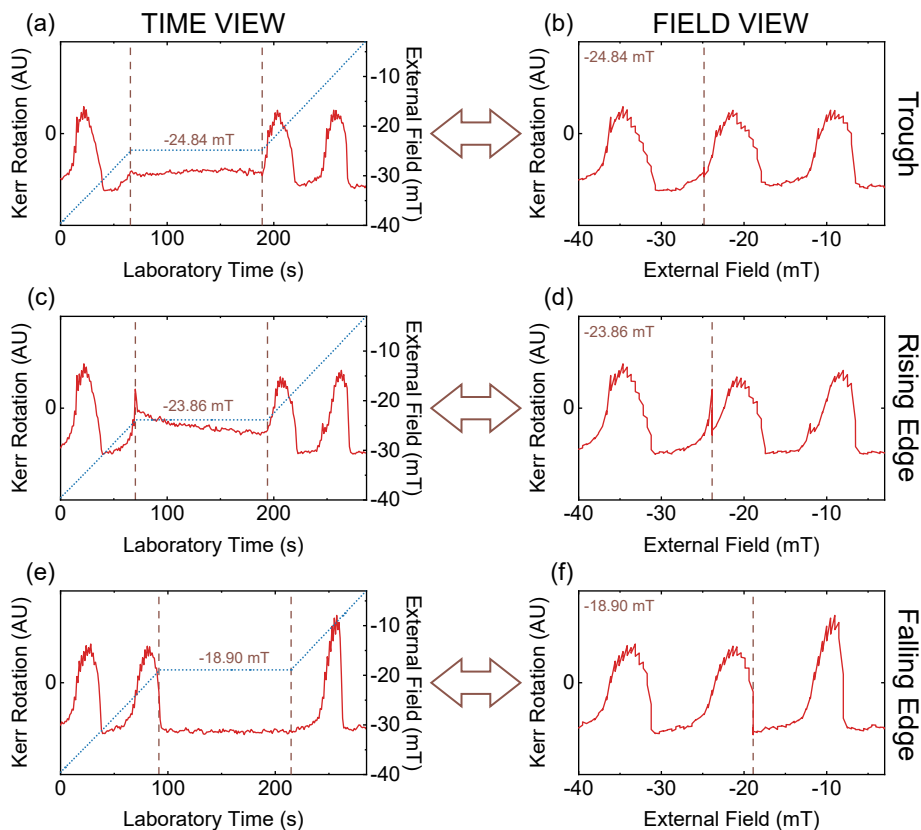 TIME VIEW
FIELD VIEW
(a)
Kerr Rotation (AU)
0
-24.84 mT
-10
-20
-30
-40
External Field (mT)
0
100
200
Laboratory Time (s)
(b)
Kerr Rotation (AU)
0
-24.84 mT
-40
-30
-20
-10
External Field (mT)
Trough
(c)
Kerr Rotation (AU)
0
-23.86 mT
-10
-20
-30
-40
External Field (mT)
0
100
200
Laboratory Time (s)
(d)
Kerr Rotation (AU)
0
-23.86 mT
-40
-30
-20
-10
External Field (mT)
Rising Edge
(e)
Kerr Rotation (AU)
0
-18.90 mT
-10
-20
-30
-40
External Field (mT)
0
100
200
Laboratory Time (s)
(f)
Kerr Rotation (AU)
0
-18.90 mT
-40
-30
-20
-10
External Field (mT)
Falling Edge